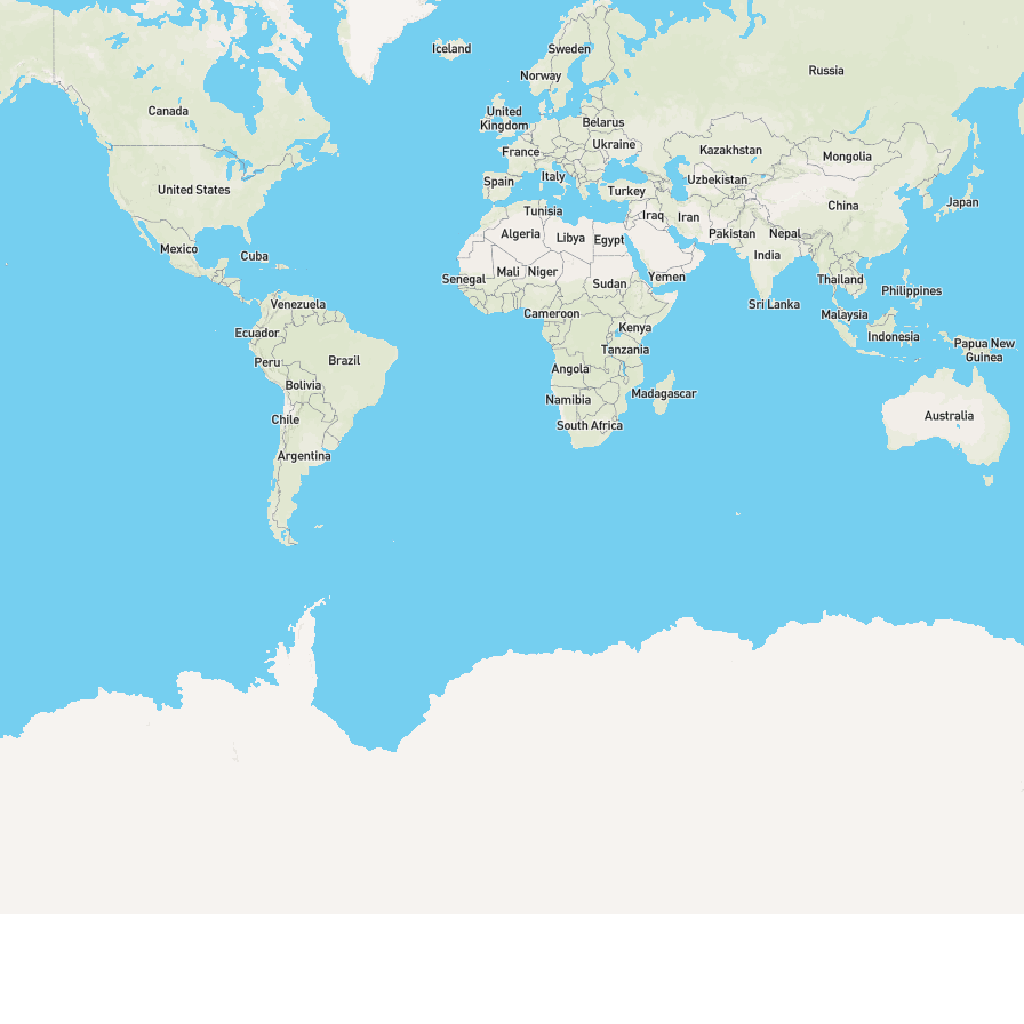 Iceland
Sweden
Russia
Norway
Canada
United
Kingdom
Belarus
Ukraine
France
Kazakhstan
Mongolia
Italy
Spain
Uzbekistan
United States
Turkey
Japan
China
Tunisia
Iraq
Iran
Algeria
Libya
Egypt
Pakistan
Nepal
Mexico
Cuba
India
Mali
Niger
Senegal
Sudan
Yemen
Thailand
Philippines
Venezuela
Sri Lanka
Cameroon
Malaysia
Ecuador
Kenya
Indonesia
Papua New
Guinea
Peru
Brazil
Tanzania
Angola
Bolivia
Namibia
Madagascar
Chile
South Africa
Australia
Argentina